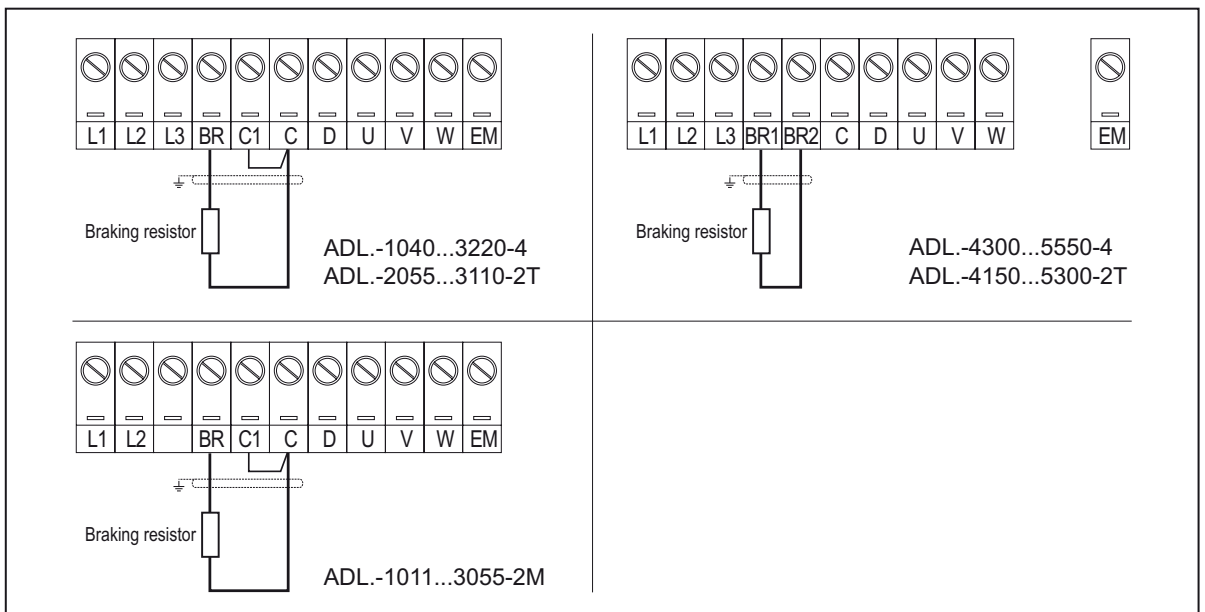 L1 L2 L3 BR C1 C D U V W EM
Braking resistor
ADL.-1040...3220-4
ADL.-2055...3110-2T
L1 L2 L3 BR1 BR2 C D U V W EM
Braking resistor
ADL.-4300...5550-4
ADL.-4150...5300-2T
L1 L2 BR C1 C D U V W EM
Braking resistor
ADL.-1011...3055-2M